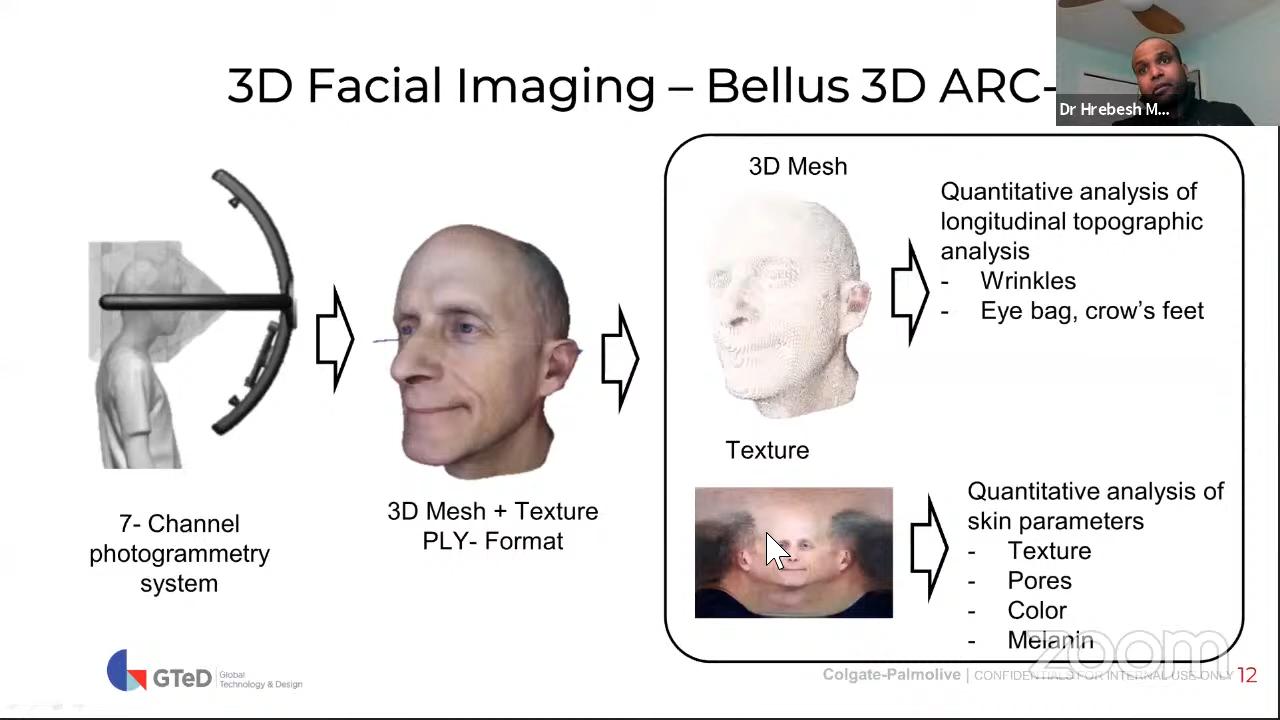 3D Facial Imaging – Bellus 3D ARC-
Dr Hrebesh M...
3D Mesh
Quantitative analysis of
longitudinal topographic
analysis
- Wrinkles
- Eye bag, crow's feet
3D Mesh + Texture
PLY- Format
7- Channel
photogrammetry
system
Texture
Quantitative analysis of
skin parameters
- Texture
- Pores
- Color
- Melanin
zoom
GTeD Global
Technology & Design
Colgate-Palmolive | CONFIDENTIALS FOR INTERNAL USE ONLY 12